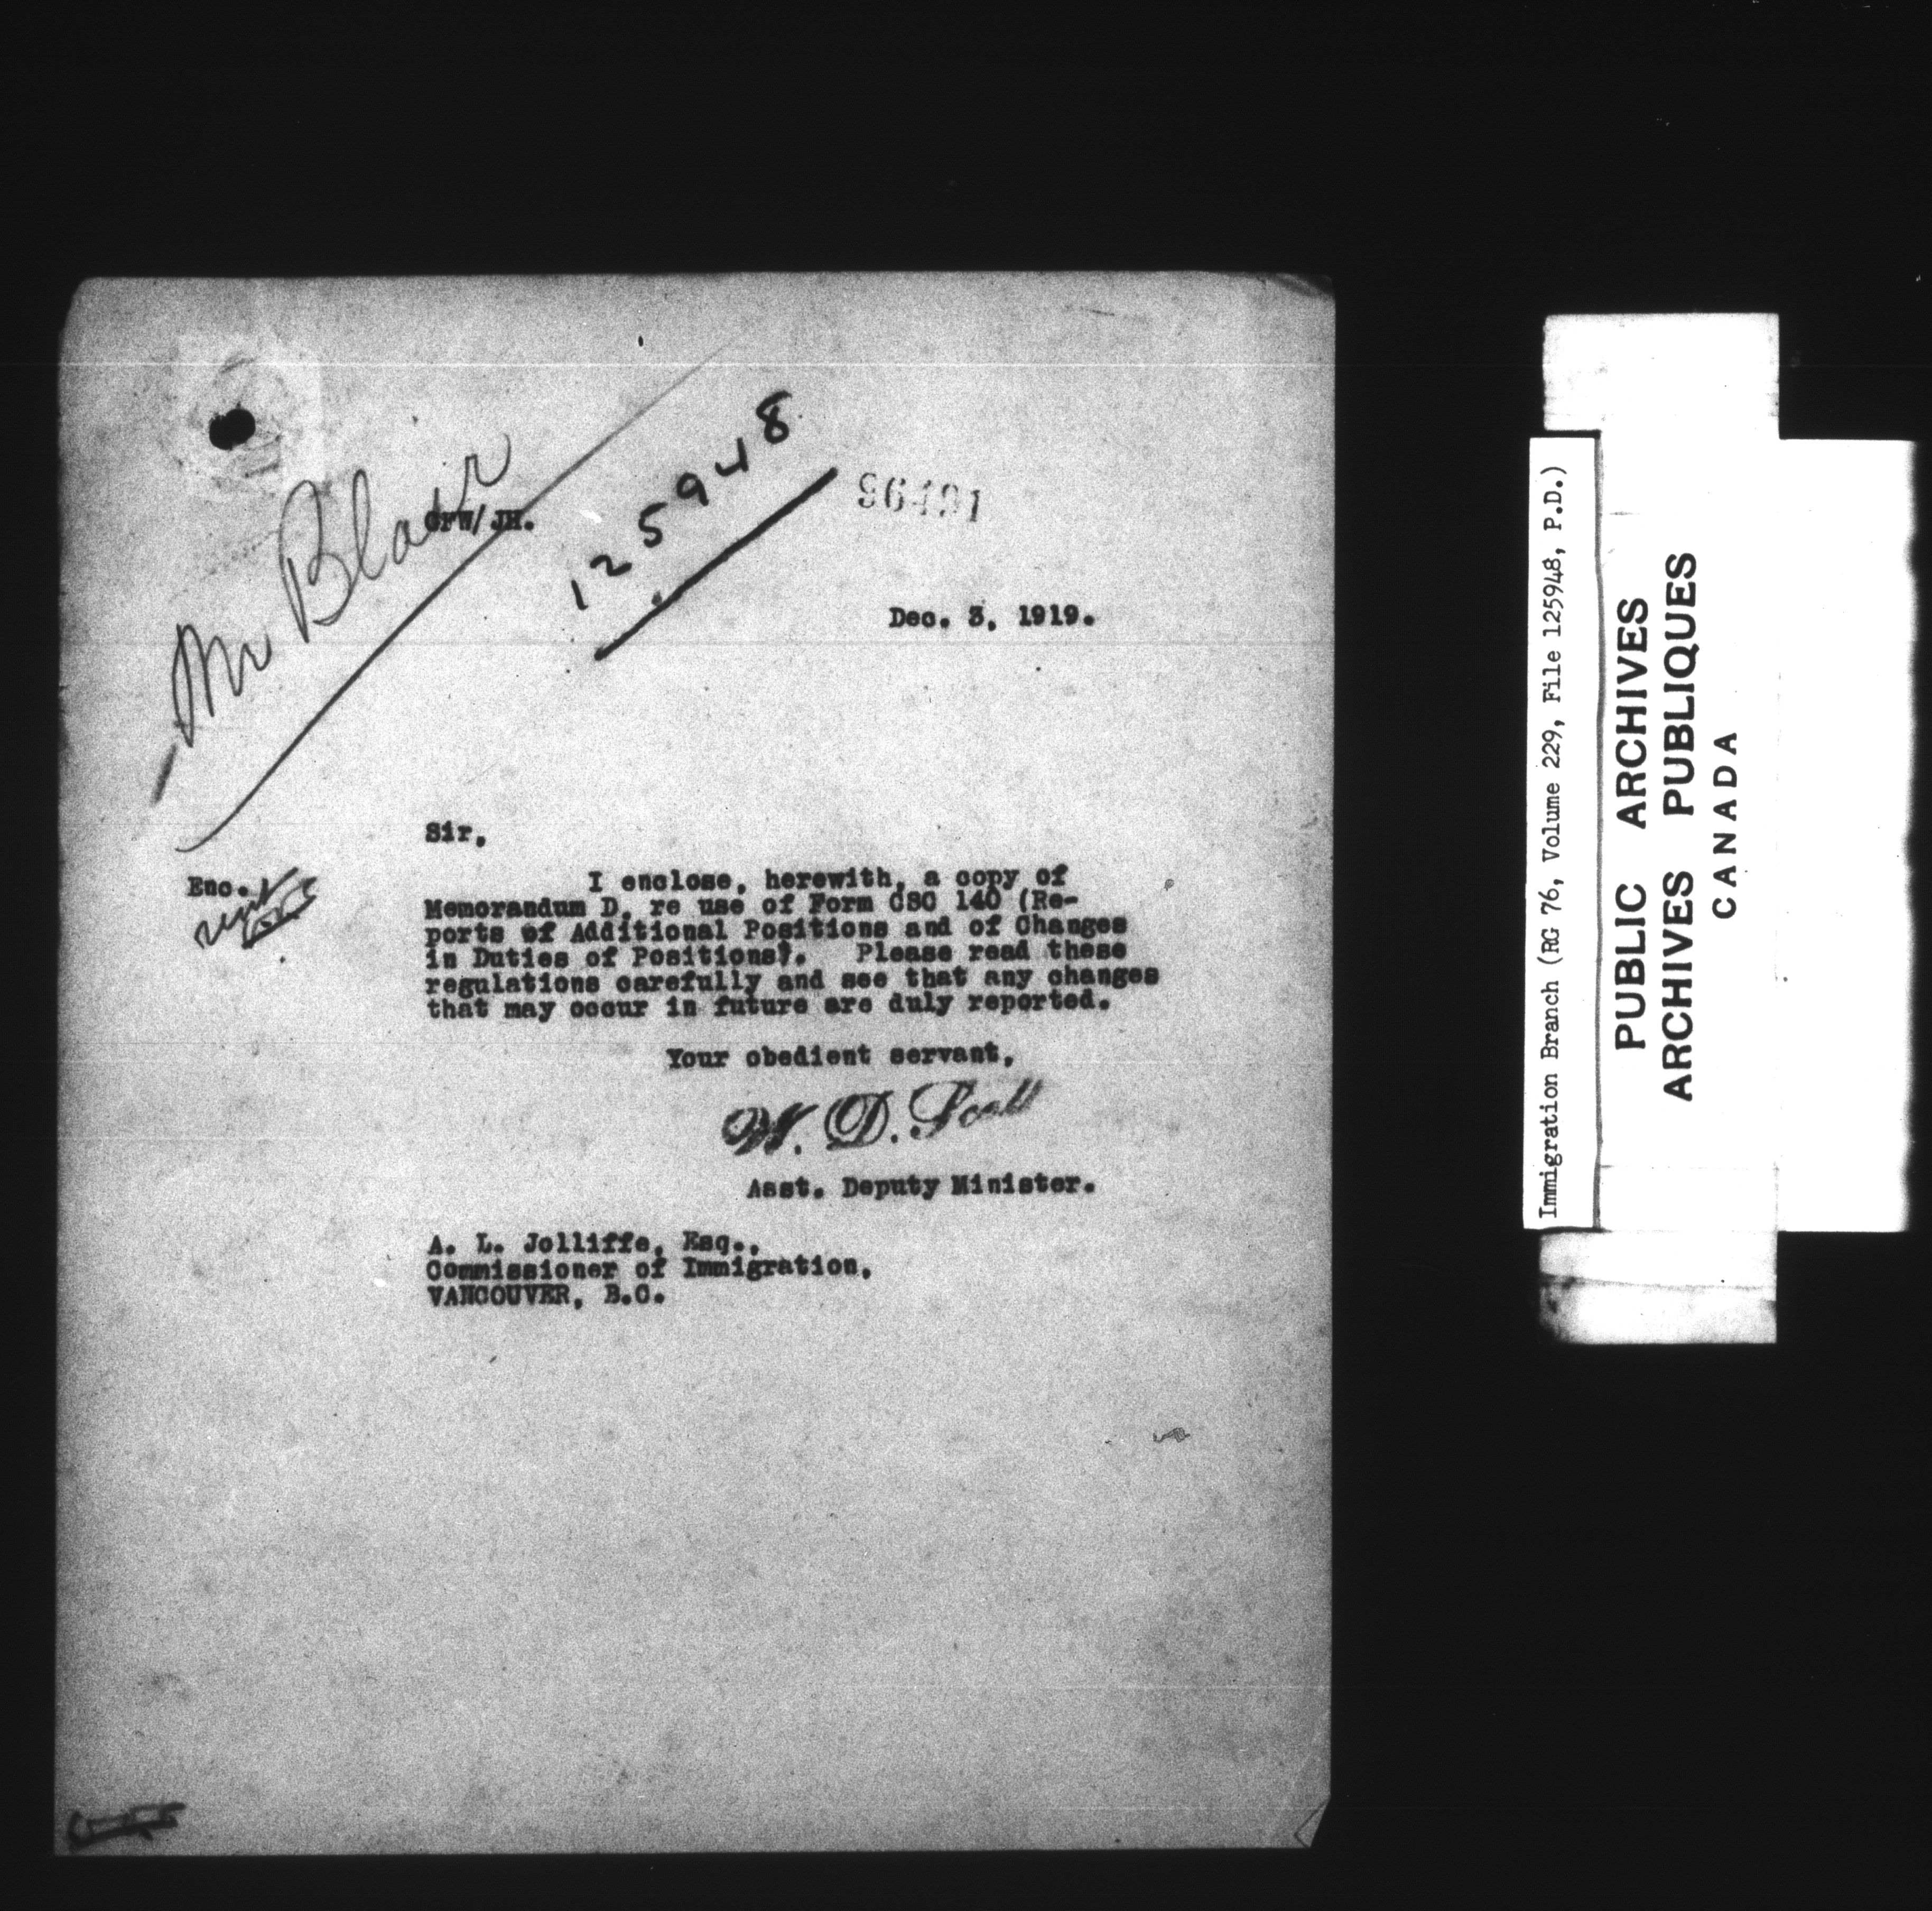 Mr Blair
GFW/JH.
125948
96491
Dec. 3, 1919.
Sir,
Enc.
I enclose, herewith, a copy of
Memorandum D, re use of Form CSC 140 (Re-
ports of Additional Positions and of Changes
in Duties of Positions). Please read these
regulations carefully and see that any changes
that may occur in future are duly reported.
Your obedient servant,
W. D. Scott
Asst. Deputy Minister.
A. L. Jolliffe, Esq.,
Commissioner of Immigration,
VANCOUVER, B.C.
Immigration Branch (RG 76, Volume 229, File 125948, P.D.)
PUBLIC ARCHIVES
ARCHIVES PUBLIQUES
CANADA